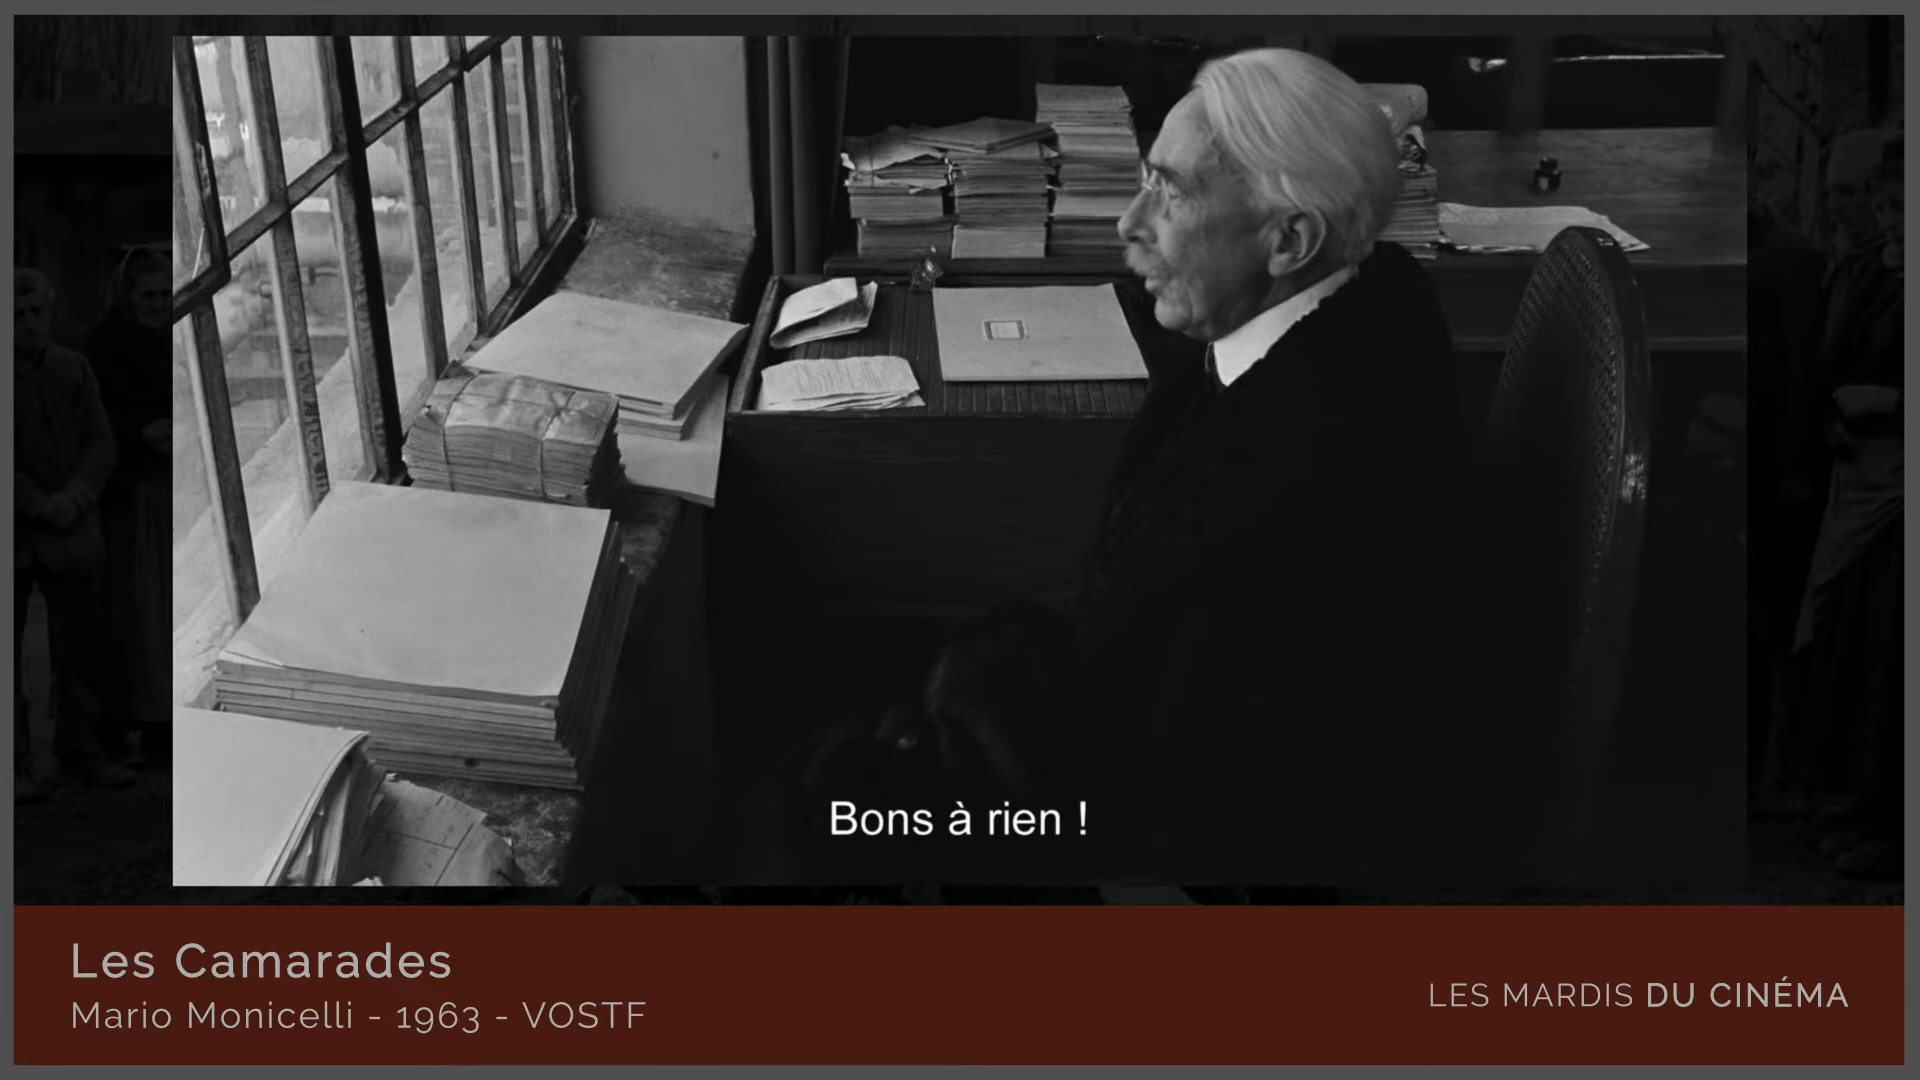 Bons à rien !
Les Camarades
Mario Monicelli - 1963 - VOSTF
LES MARDIS DU CINÉMA